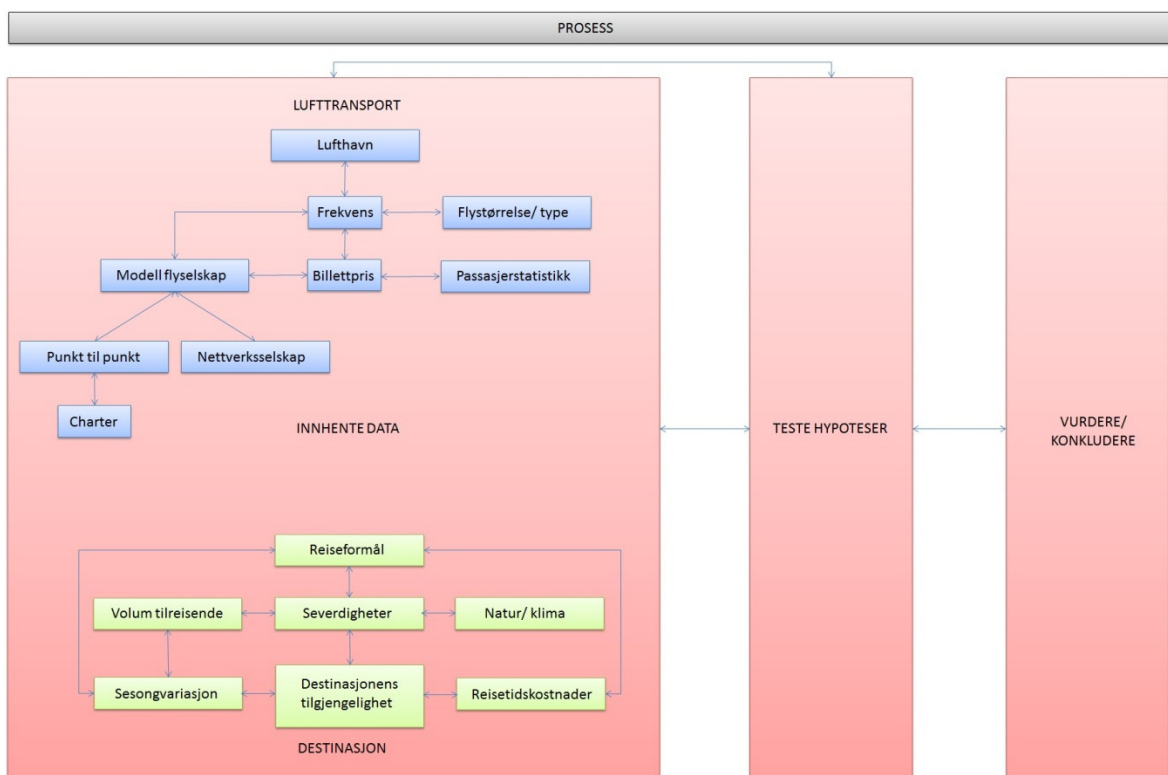 PROSESS
LUFTTRANSPORT
Lufthavn
Frekvens
Flystørrelse/ type
Modell flyselskap
Billettpris
Passasjerstatistikk
Punkt til punkt
Nettverksselskap
Charter
INNHENTE DATA
TESTE HYPOTESER
VURDERE/
KONKLUDERE
Reiseformål
Volum tilreisende
Severdigheter
Natur/ klima
Sesongvariasjon
Destinasjonens
tilgjengelighet
Reisetidskostnader
DESTINASJON